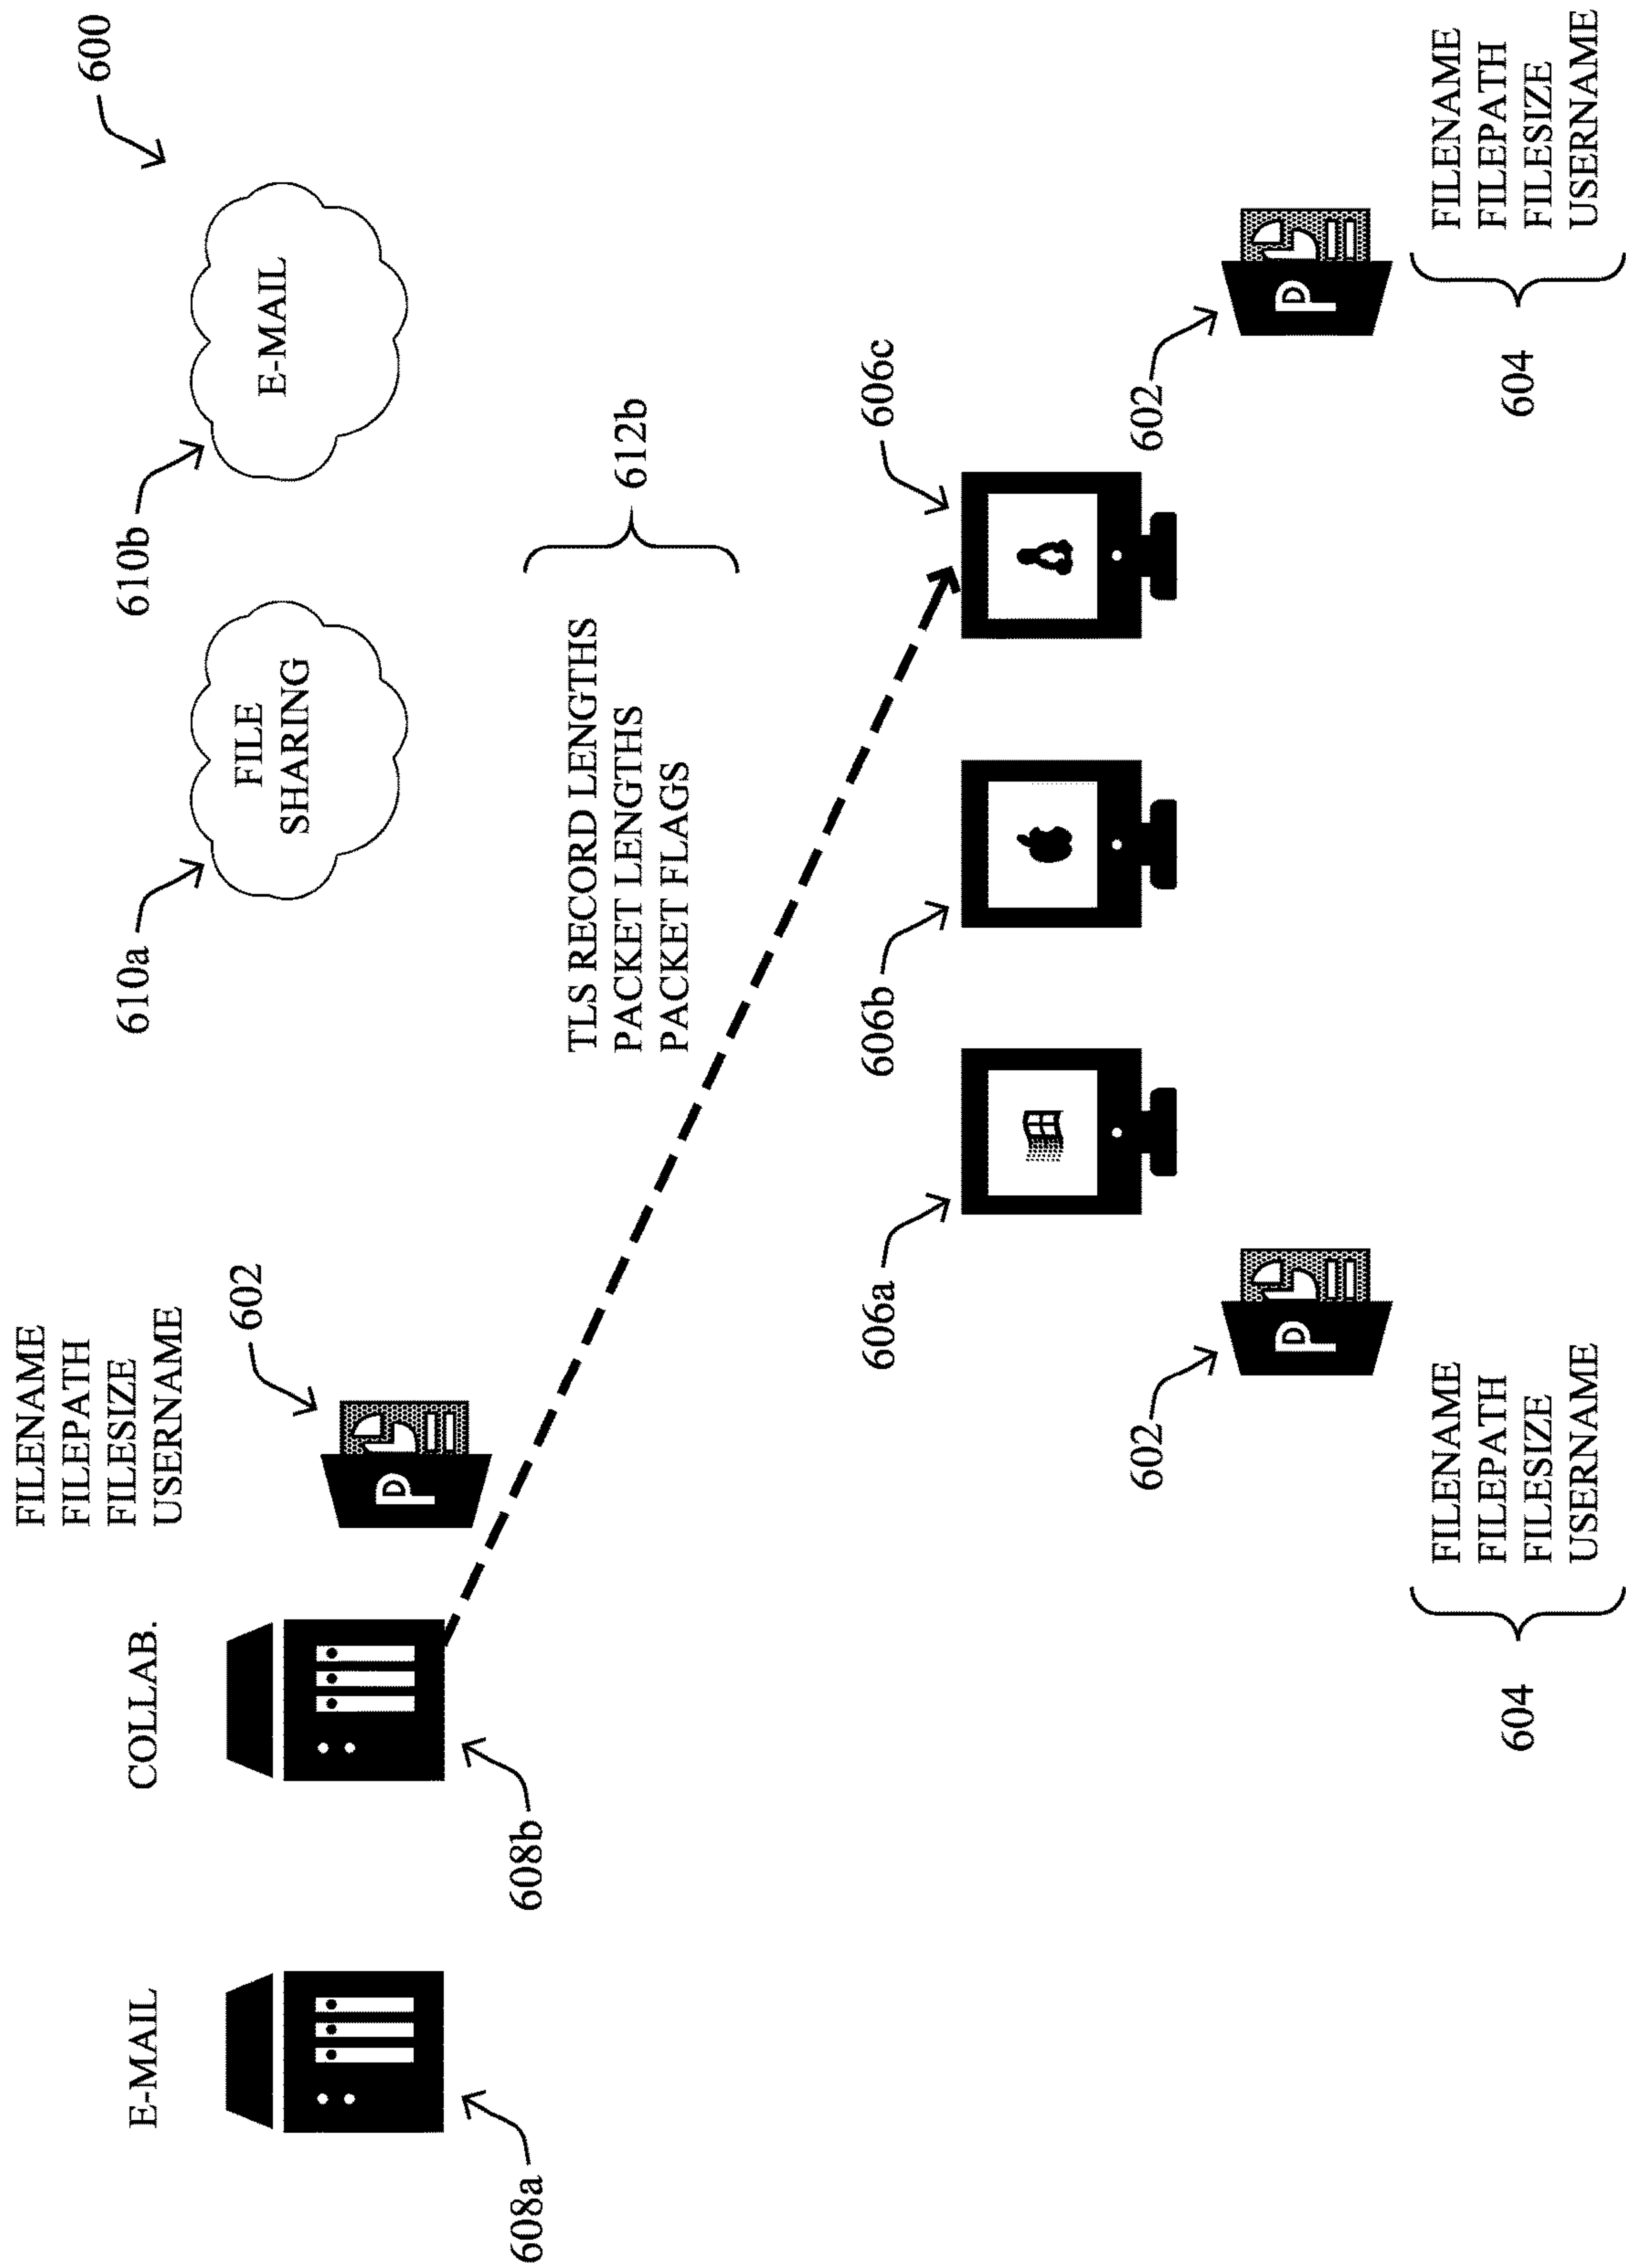 600
E-MAIL
COLLAB.
FILENAME
FILEPATH
FILESIZE
USERNAME
602
610a
FILE
SHARING
610b
E-MAIL
608a
608b
TLS RECORD LENGTHS
PACKET LENGTHS
PACKET FLAGS
612b
606a
606b
606c
602
P
P
602
P
FILENAME
FILEPATH
FILESIZE
USERNAME
604
FILENAME
FILEPATH
FILESIZE
USERNAME
604